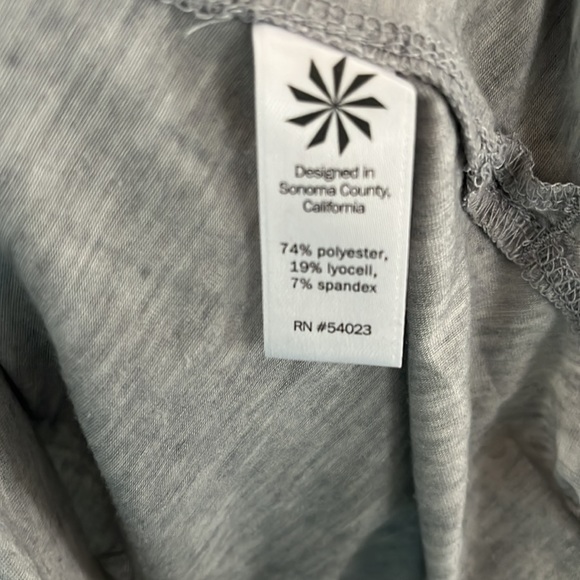 Designed in
Sonoma County,
California
74% polyester,
19% lyocell,
7% spandex
RN #54023